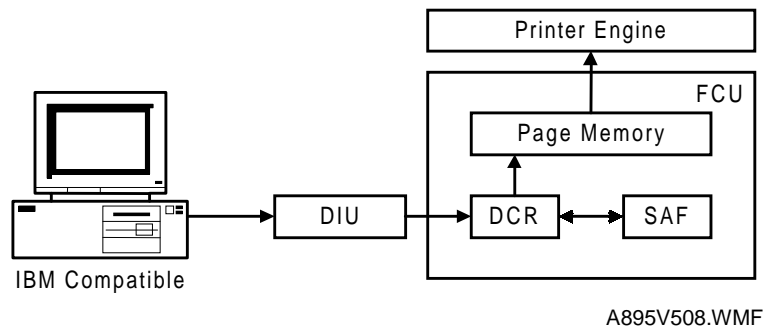 Printer Engine
FCU
Page Memory
DIU
DCR
SAF
IBM Compatible
A895V508.WMF